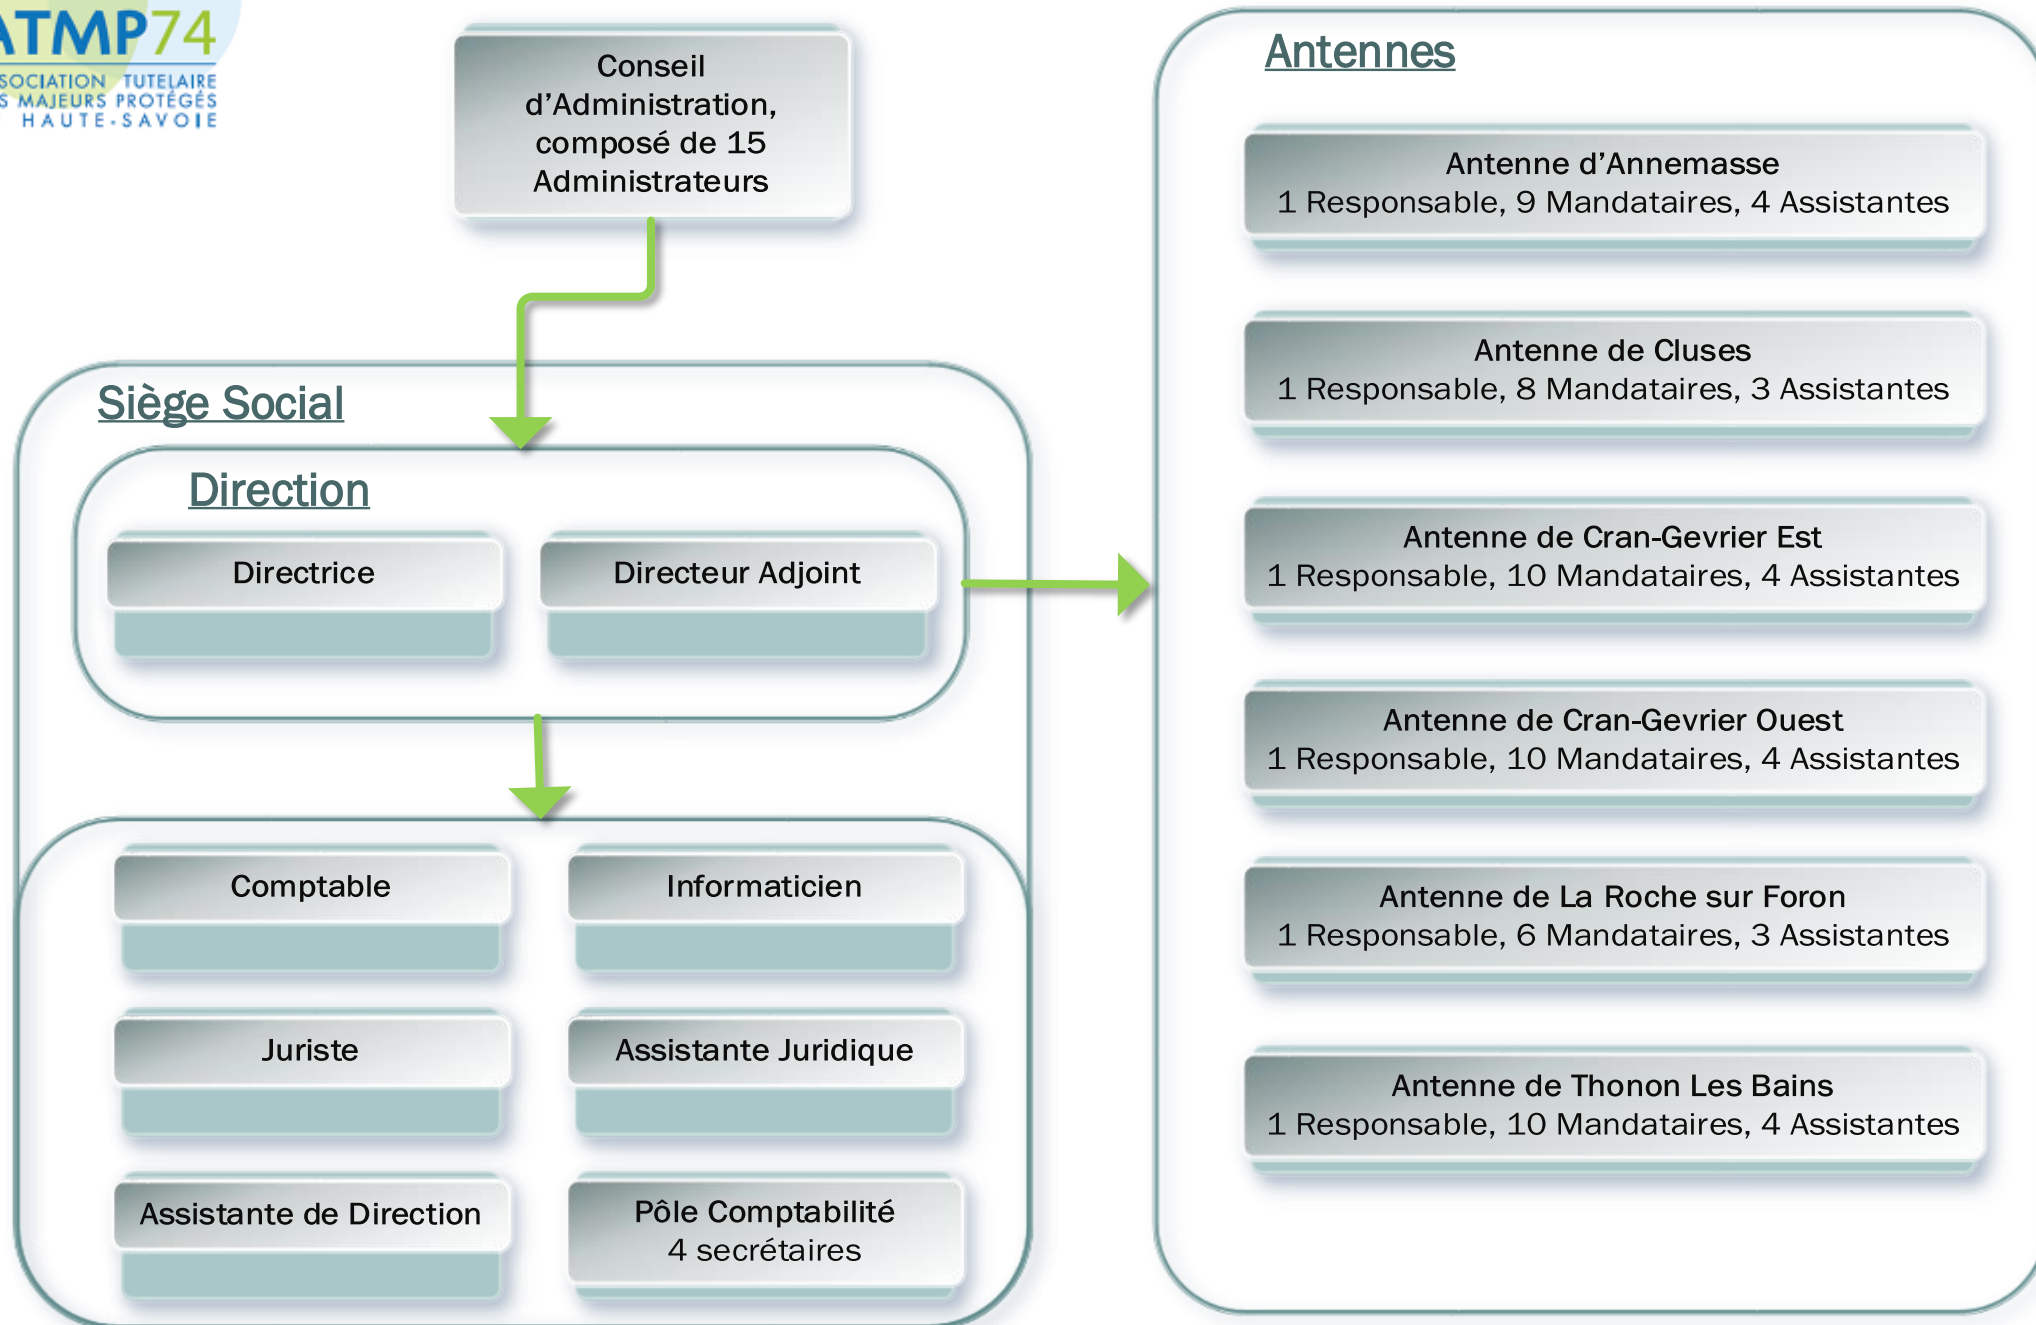 ATMP74
SOCIATION TUTELAIRE
S MAJEURS PROTÉGÉS
HAUTE-SAVOIE
Conseil
d'Administration,
composé de 15
Administrateurs
Siège Social
Direction
Directrice
Directeur Adjoint
Comptable
Informaticien
Juriste
Assistante Juridique
Assistante de Direction
Pôle Comptabilité
4 secrétaires
Antennes
Antenne d'Annemasse
1 Responsable, 9 Mandataires, 4 Assistantes
Antenne de Cluses
1 Responsable, 8 Mandataires, 3 Assistantes
Antenne de Cran-Gevrier Est
1 Responsable, 10 Mandataires, 4 Assistantes
Antenne de Cran-Gevrier Ouest
1 Responsable, 10 Mandataires, 4 Assistantes
Antenne de La Roche sur Foron
1 Responsable, 6 Mandataires, 3 Assistantes
Antenne de Thonon Les Bains
1 Responsable, 10 Mandataires, 4 Assistantes